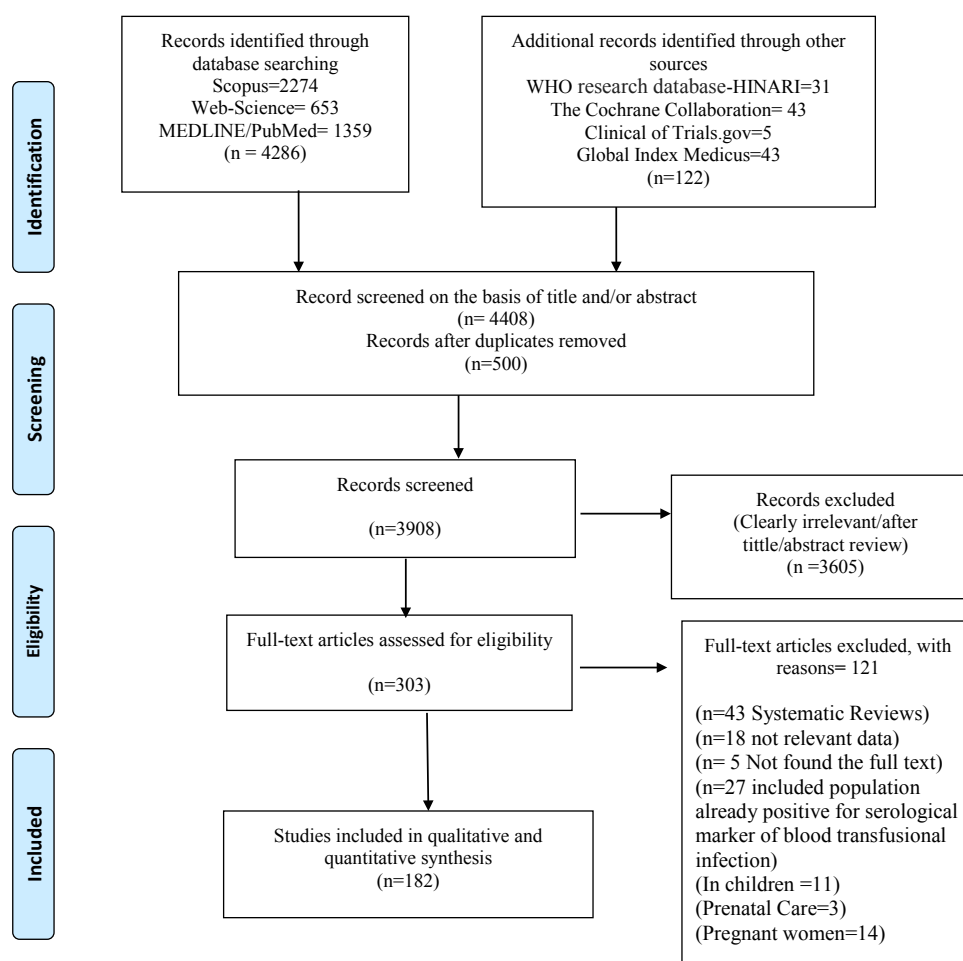 Identification
Records identified through
database searching
Scopus=2274
Web-Science= 653
MEDLINE/PubMed= 1359
(n = 4286)
Additional records identified through other
sources
WHO research database-HINARI=31
The Cochrane Collaboration= 43
Clinical of Trials.gov=5
Global Index Medicus=43
(n=122)
Screening
Record screened on the basis of title and/or abstract
(n= 4408)
Records after duplicates removed
(n=500)
Records screened
(n=3908)
Records excluded
(Clearly irrelevant/after
tittle/abstract review)
(n =3605)
Eligibility
Full-text articles assessed for eligibility
(n=303)
Full-text articles excluded, with
reasons= 121
(n=43 Systematic Reviews)
(n=18 not relevant data)
(n= 5 Not found the full text)
(n=27 included population
already positive for serological
marker of blood transfusional
infection)
(In children =11)
(Prenatal Care=3)
(Pregnant women=14)
Included
Studies included in qualitative and
quantitative synthesis
(n=182)